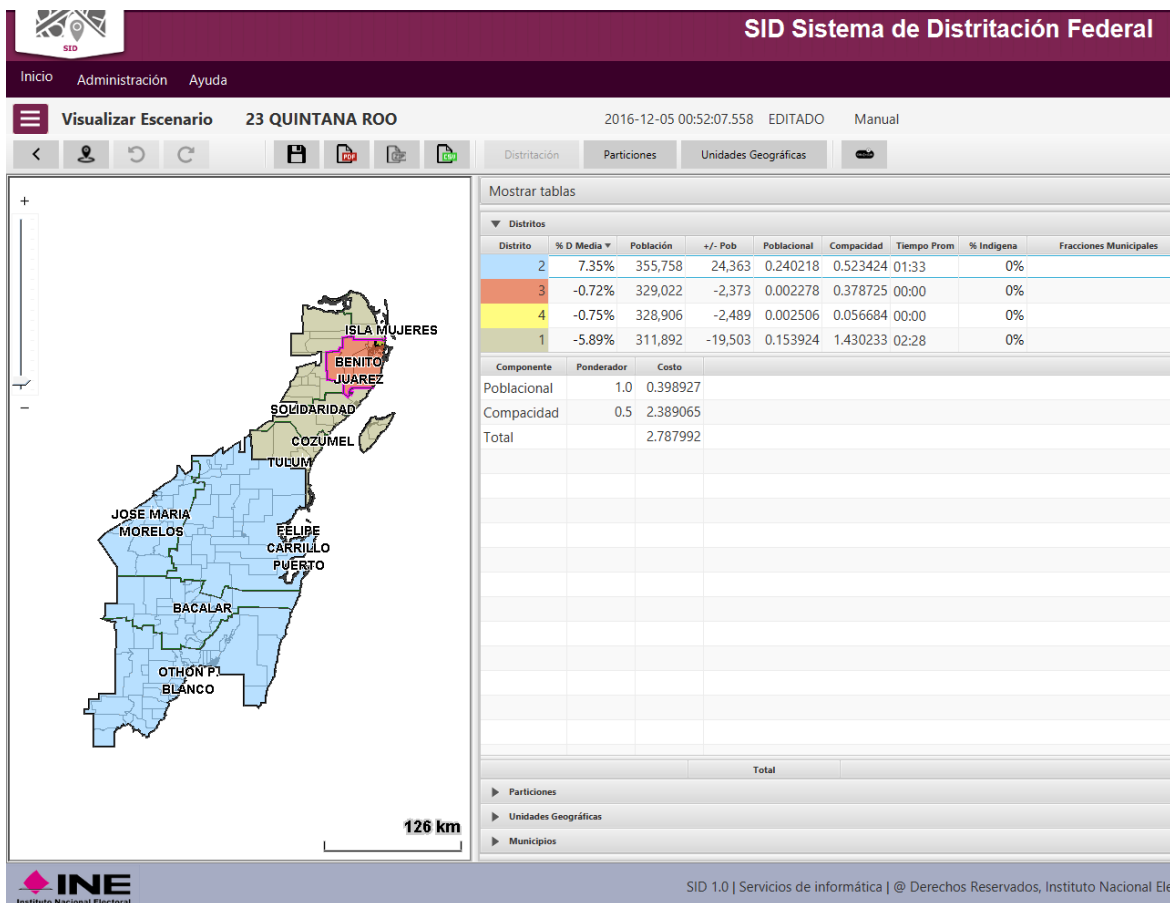 SID
SID Sistema de Distritación Federal
Inicio Administración Ayuda
Visualizar Escenario 23 QUINTANA ROO 2016-12-05 00:52:07.558 EDITADO Manual
PDF ZIP CSV Distritación Particiones Unidades Geográficas
Mostrar tablas
Distritos
Distrito % D Media Población +/- Pob Poblacional Compacidad Tiempo Prom % Indigena Fracciones Municipales
2 7.35% 355,758 24,363 0.240218 0.523424 01:33 0%
3 -0.72% 329,022 -2,373 0.002278 0.378725 00:00 0%
4 -0.75% 328,906 -2,489 0.002506 0.056684 00:00 0%
1 -5.89% 311,892 -19,503 0.153924 1.430233 02:28 0%
Componente Ponderador Costo
Poblacional 1.0 0.398927
Compacidad 0.5 2.389065
Total 2.787992
Total
Particiones
Unidades Geográficas
Municipios
+
−
ISLA MUJERES
BENITO
JUAREZ
SOLIDARIDAD
COZUMEL
TULUM
JOSE MARIA
MORELOS
FELIPE
CARRILLO
PUERTO
BACALAR
OTHON P.
BLANCO
126 km
INE
Instituto Nacional Electoral
SID 1.0 | Servicios de informática | @ Derechos Reservados, Instituto Nacional Ele